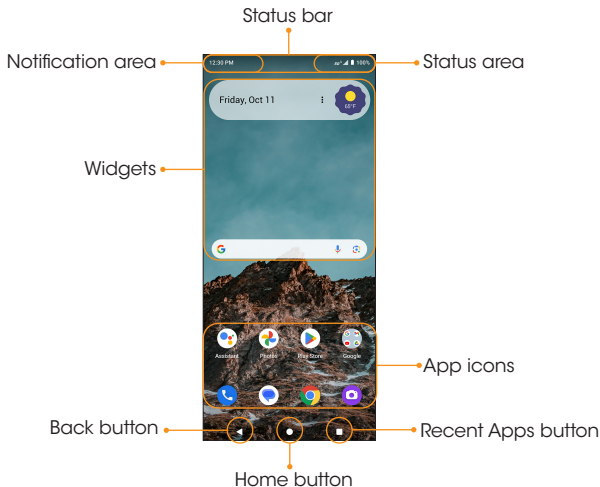 Status bar
Notification area
Status area
12:30 PM
100%
Friday, Oct 11
69°F
Widgets
Assistant Photos Play Store Google
App icons
Back button
Recent Apps button
Home button